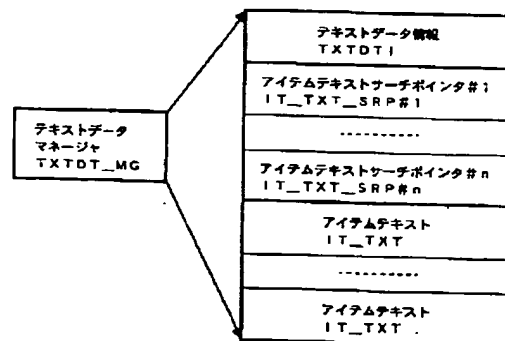 テキストデータ
マネージャ
TXTDT_MG
テキストデータ情報
TXTDTI
アイテムテキストサーチポインタ#1
IT_TXT_SRP#1
----------
アイテムテキストサーチポインタ#n
IT_TXT_SRP#n
アイテムテキスト
IT_TXT
----------
アイテムテキスト
IT_TXT